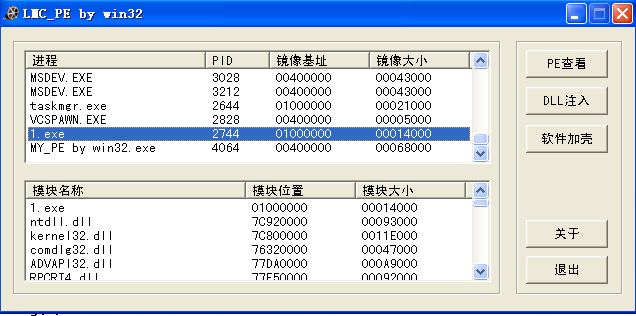 LMC_PE by win32
进程 PID 镜像基址 镜像大小
MSDEV.EXE 3028 00400000 00043000
MSDEV.EXE 3212 00400000 00043000
taskmgr.exe 2644 01000000 00021000
VCSPAWN.EXE 2828 00400000 00005000
1.exe 2744 01000000 00014000
MY_PE by win32.exe 4064 00400000 00068000
模块名称 模块位置 模块大小
1.exe 01000000 00014000
ntdll.dll 7C920000 00093000
kernel32.dll 7C800000 0011E000
comdlg32.dll 76320000 00047000
ADVAPI32.dll 77DA0000 000A9000
RPCRT4.dll 77E50000 00092000
PE查看
DLL注入
软件加壳
关于
退出